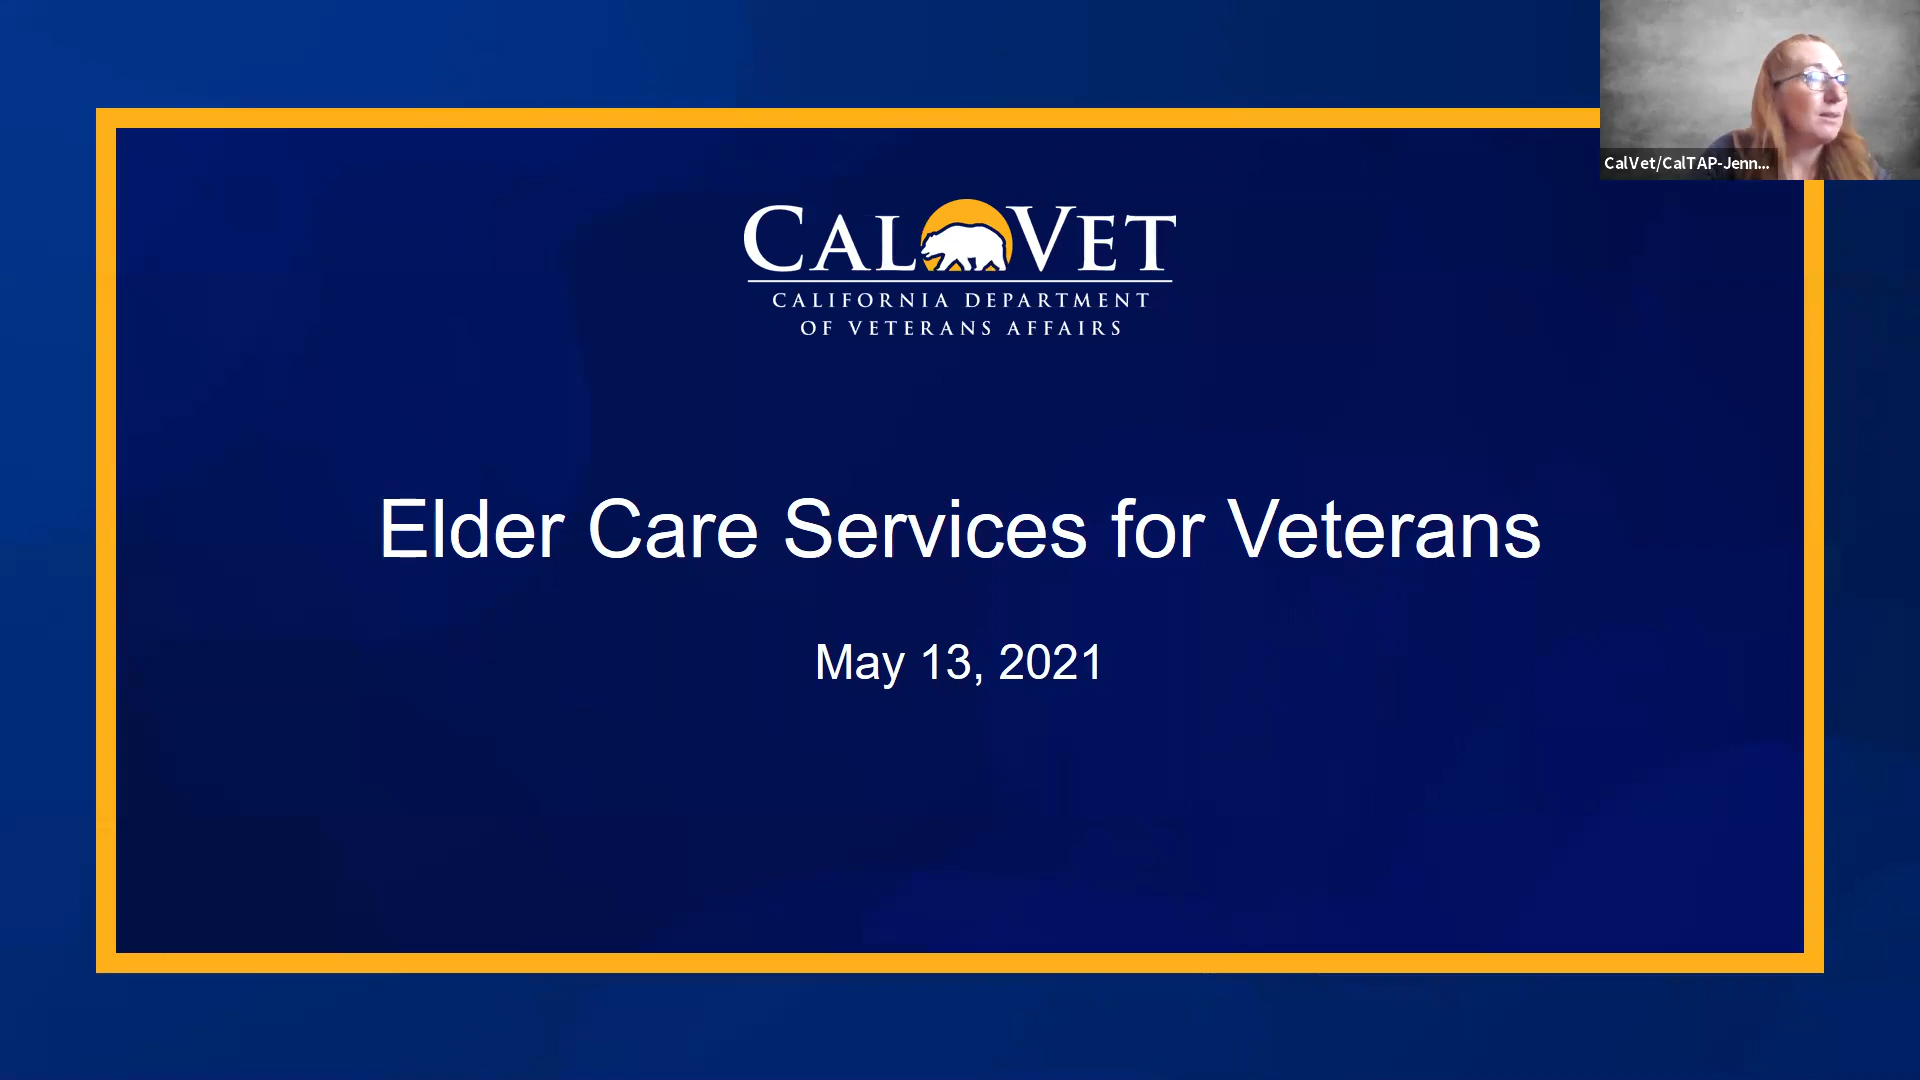 CALVET
CALIFORNIA DEPARTMENT
OF VETERANS AFFAIRS
Elder Care Services for Veterans
May 13, 2021
CalVet/CalTAP-Jenn...